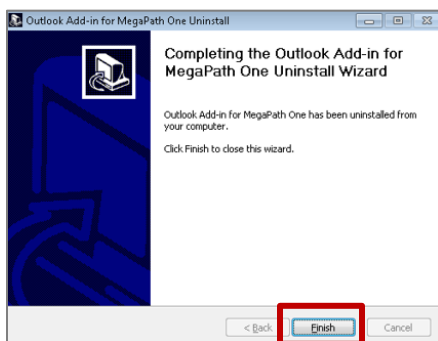 Outlook Add-in for MegaPath One Uninstall
Completing the Outlook Add-in for
MegaPath One Uninstall Wizard
Outlook Add-in for MegaPath One has been uninstalled from
your computer.
Click Finish to close this wizard.
< Back
Finish
Cancel